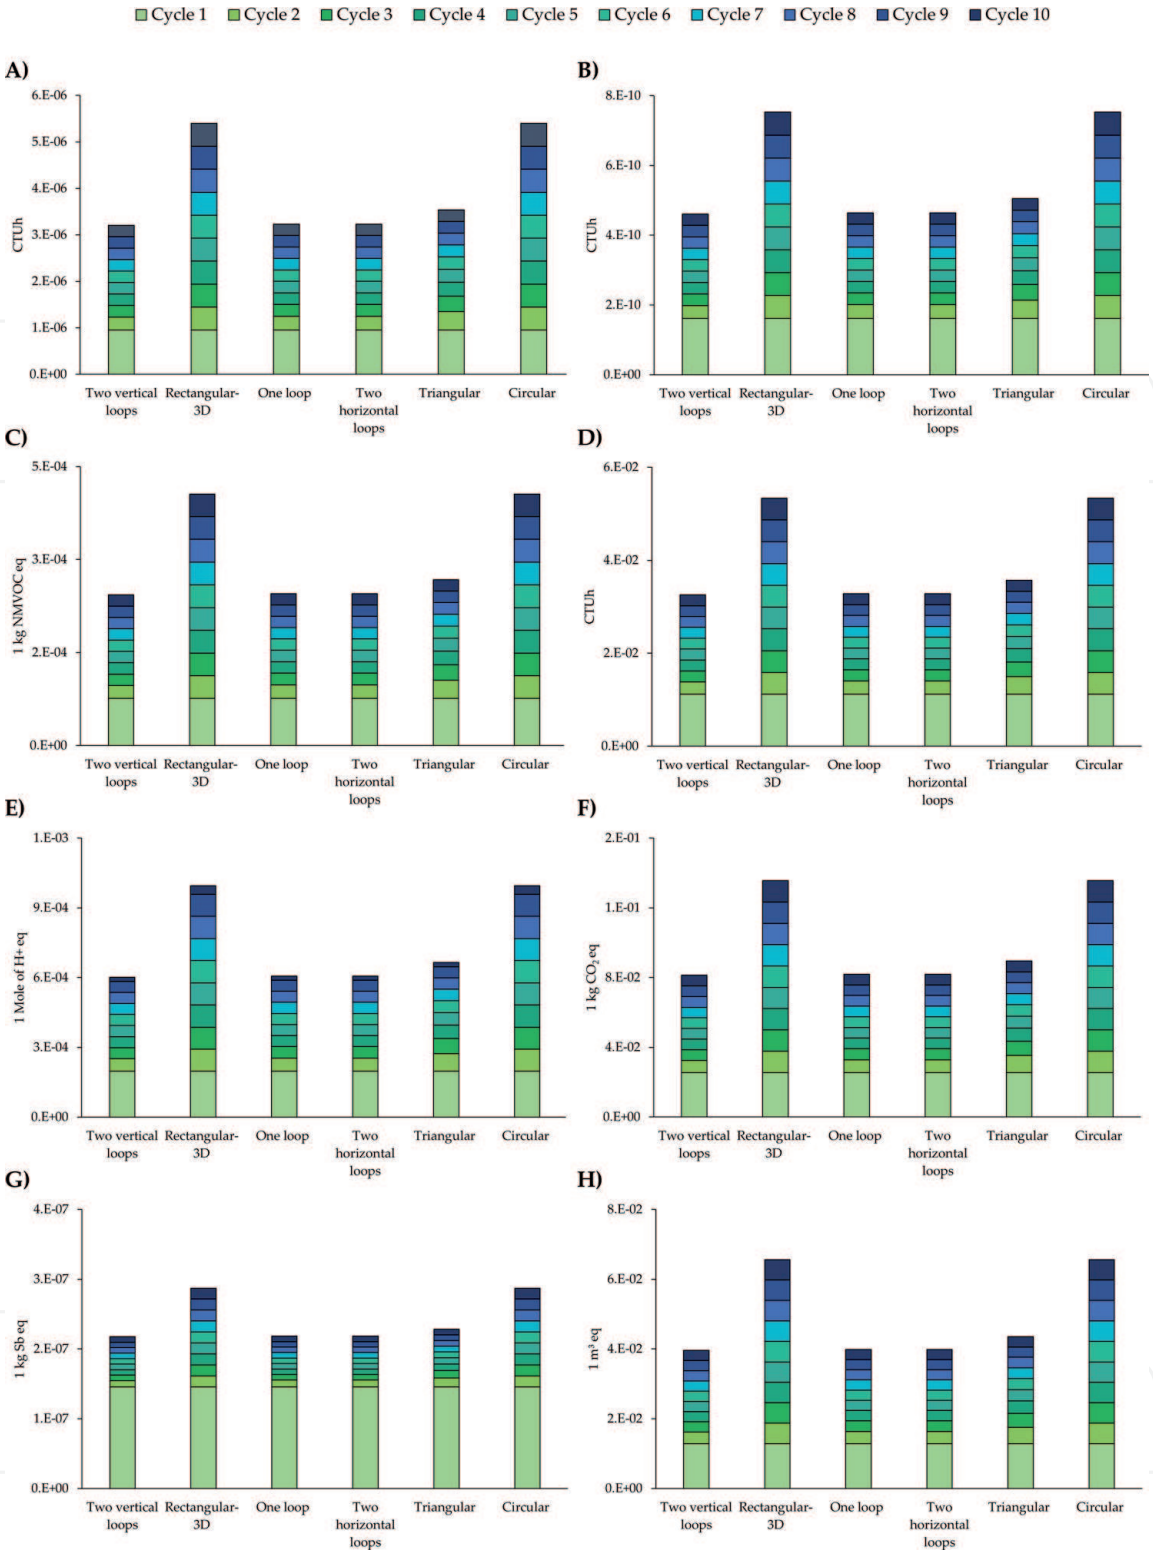 Cycle 1 Cycle 2 Cycle 3 Cycle 4 Cycle 5 Cycle 6 Cycle 7 Cycle 8 Cycle 9 Cycle 10
A)
6.E-06
5.E-06
4.E-06
3.E-06
2.E-06
1.E-06
0.E+00
CTUh
Two vertical loops
Rectangular-3D
One loop
Two horizontal loops
Triangular
Circular
B)
8.E-10
6.E-10
4.E-10
2.E-10
0.E+00
CTUh
Two vertical loops
Rectangular-3D
One loop
Two horizontal loops
Triangular
Circular
C)
5.E-04
3.E-04
2.E-04
0.E+00
1 kg NMVOC eq
Two vertical loops
Rectangular-3D
One loop
Two horizontal loops
Triangular
Circular
D)
6.E-02
4.E-02
2.E-02
0.E+00
CTUh
Two vertical loops
Rectangular-3D
One loop
Two horizontal loops
Triangular
Circular
E)
1.E-03
9.E-04
6.E-04
3.E-04
0.E+00
1 Mole of H+ eq
Two vertical loops
Rectangular-3D
One loop
Two horizontal loops
Triangular
Circular
F)
2.E-01
1.E-01
8.E-02
4.E-02
0.E+00
1 kg CO₂ eq
Two vertical loops
Rectangular-3D
One loop
Two horizontal loops
Triangular
Circular
G)
4.E-07
3.E-07
2.E-07
1.E-07
0.E+00
1 kg Sb eq
Two vertical loops
Rectangular-3D
One loop
Two horizontal loops
Triangular
Circular
H)
8.E-02
6.E-02
4.E-02
2.E-02
0.E+00
1 m³ eq
Two vertical loops
Rectangular-3D
One loop
Two horizontal loops
Triangular
Circular